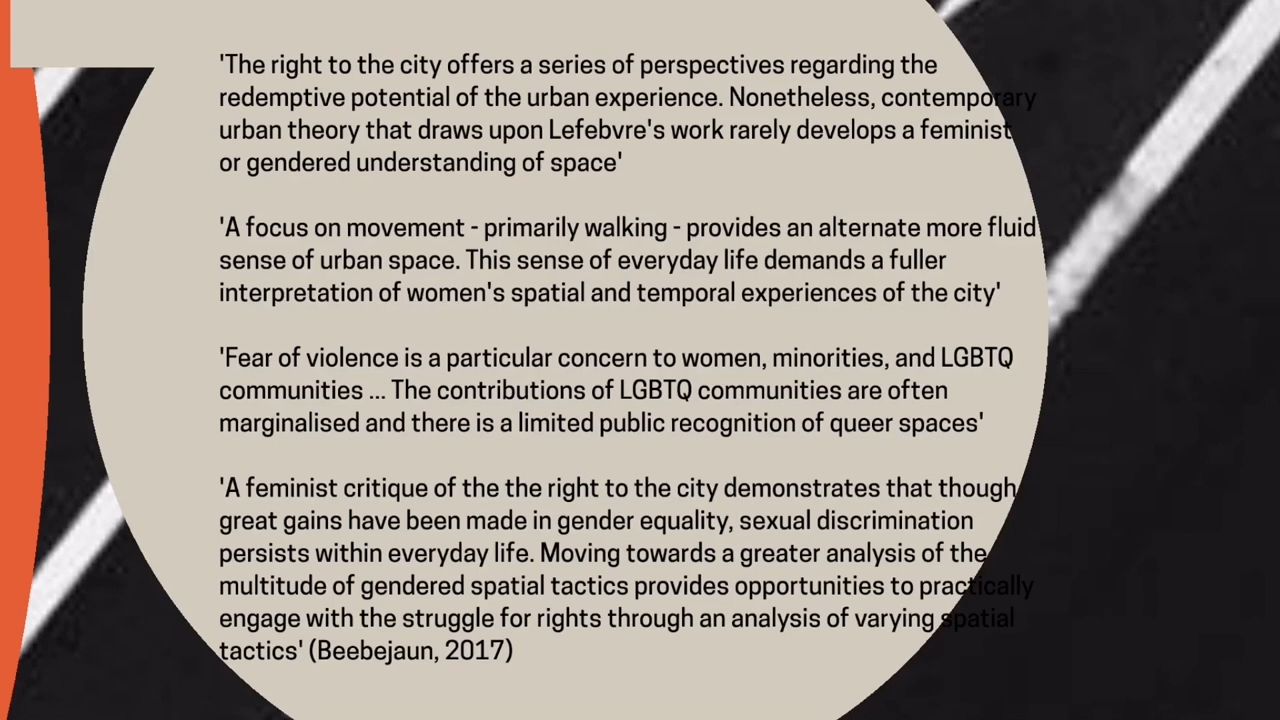 'The right to the city offers a series of perspectives regarding the
redemptive potential of the urban experience. Nonetheless, contemporary
urban theory that draws upon Lefebvre's work rarely develops a feminist
or gendered understanding of space'
'A focus on movement - primarily walking - provides an alternate more fluid
sense of urban space. This sense of everyday life demands a fuller
interpretation of women's spatial and temporal experiences of the city'
'Fear of violence is a particular concern to women, minorities, and LGBTQ
communities ... The contributions of LGBTQ communities are often
marginalised and there is a limited public recognition of queer spaces'
'A feminist critique of the the right to the city demonstrates that though
great gains have been made in gender equality, sexual discrimination
persists within everyday life. Moving towards a greater analysis of the
multitude of gendered spatial tactics provides opportunities to practically
engage with the struggle for rights through an analysis of varying spatial
tactics' (Beebejaun, 2017)